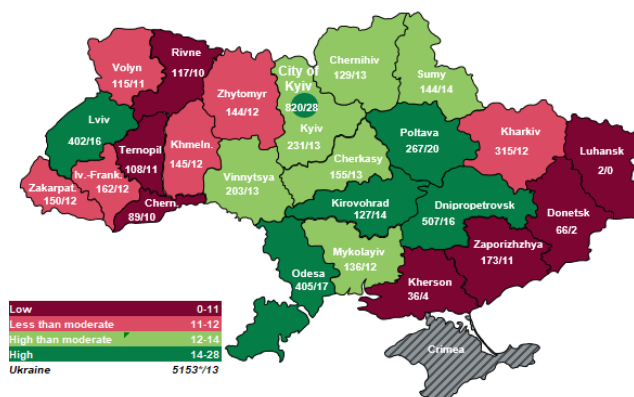 Volyn
115/11
Rivne
117/10
Zhytomyr
144/12
City of
Kyiv
820/28
Kyiv
231/13
Chernihiv
129/13
Sumy
144/14
Lviv
402/16
Ternopil
108/11
Khmeln.
145/12
Zakarpat.
150/12
Iv.-Frank.
162/12
Chern.
89/10
Vinnytsya
203/13
Cherkasy
155/13
Poltava
267/20
Kharkiv
315/12
Luhansk
2/0
Kirovohrad
127/14
Dnipropetrovsk
507/16
Donetsk
66/2
Zaporizhzhya
173/11
Odesa
405/17
Mykolayiv
136/12
Kherson
36/4
Crimea
Low 0-11
Less than moderate 11-12
High than moderate 12-14
High 14-28
Ukraine 5153*/13